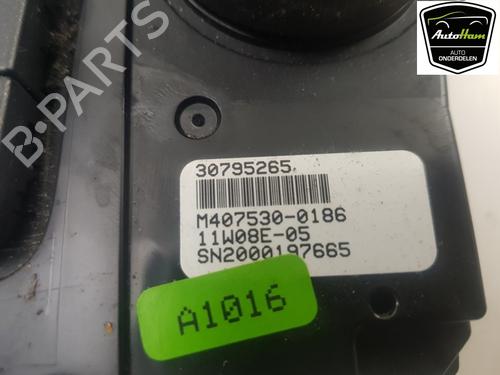 AutoHam
AUTO
ONDERDELEN
B-PARTS
30795265
M407530-0186
11W08E-05
SN2000197665
A1016